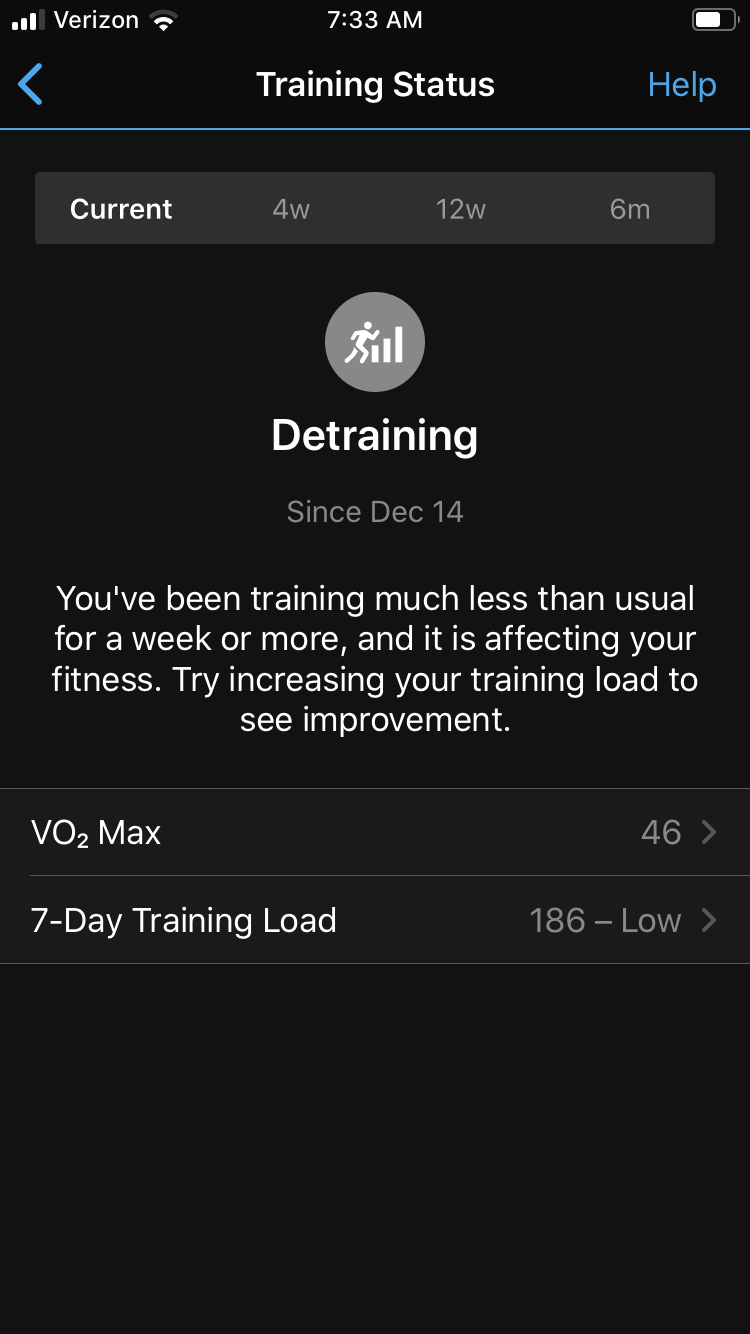 Verizon 7:33 AM
Training Status Help
Current 4w 12w 6m
Detraining
Since Dec 14
You've been training much less than usual
for a week or more, and it is affecting your
fitness. Try increasing your training load to
see improvement.
VO₂ Max 46
7-Day Training Load 186 – Low